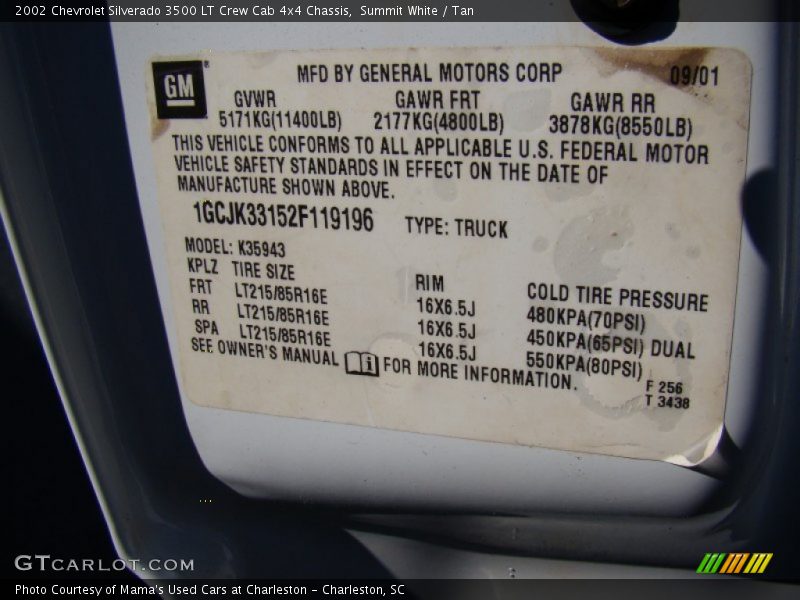 2002 Chevrolet Silverado 3500 LT Crew Cab 4x4 Chassis, Summit White / Tan
GM ®
MFD BY GENERAL MOTORS CORP 09/01
GVWR GAWR FRT GAWR RR
5171KG(11400LB) 2177KG(4800LB) 3878KG(8550LB)
THIS VEHICLE CONFORMS TO ALL APPLICABLE U.S. FEDERAL MOTOR
VEHICLE SAFETY STANDARDS IN EFFECT ON THE DATE OF
MANUFACTURE SHOWN ABOVE.
1GCJK33152F119196 TYPE: TRUCK
MODEL: K35943
KPLZ TIRE SIZE RIM COLD TIRE PRESSURE
FRT LT215/85R16E 16X6.5J 480KPA(70PSI)
RR LT215/85R16E 16X6.5J 450KPA(65PSI) DUAL
SPA LT215/85R16E 16X6.5J 550KPA(80PSI)
SEE OWNER'S MANUAL i FOR MORE INFORMATION.
F 256
T 3438
GTCARLOT.COM
Photo Courtesy of Mama's Used Cars at Charleston - Charleston, SC